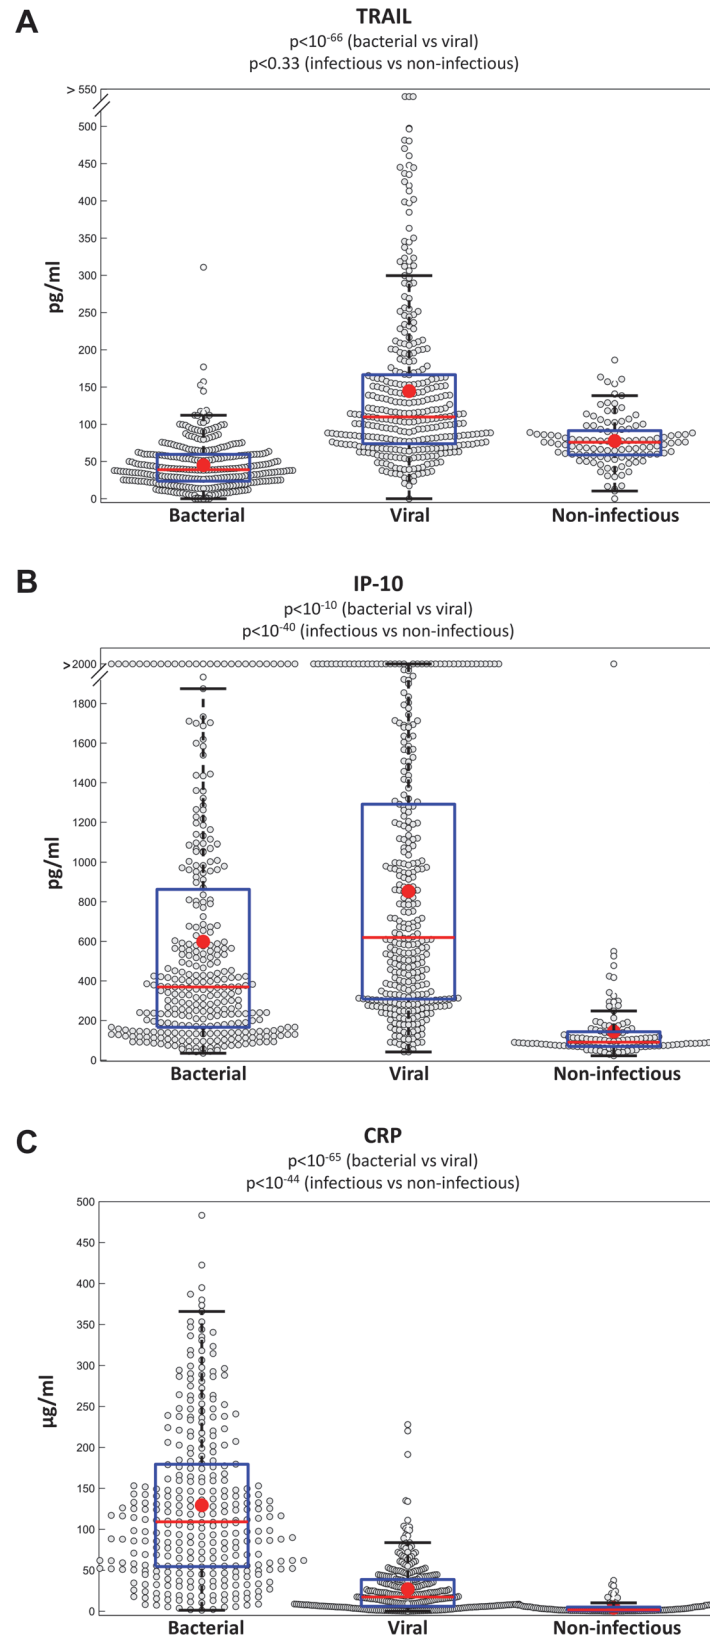 A
TRAIL
p<10⁻⁶⁶ (bacterial vs viral)
p<0.33 (infectious vs non-infectious)
> 550
500
450
400
350
300
250
200
150
100
50
0
pg/ml
Bacterial Viral Non-infectious
B
IP-10
p<10⁻¹⁰ (bacterial vs viral)
p<10⁻⁴⁰ (infectious vs non-infectious)
>2000
1800
1600
1400
1200
1000
800
600
400
200
0
pg/ml
Bacterial Viral Non-infectious
C
CRP
p<10⁻⁶⁵ (bacterial vs viral)
p<10⁻⁴⁴ (infectious vs non-infectious)
500
450
400
350
300
250
200
150
100
50
0
µg/ml
Bacterial Viral Non-infectious